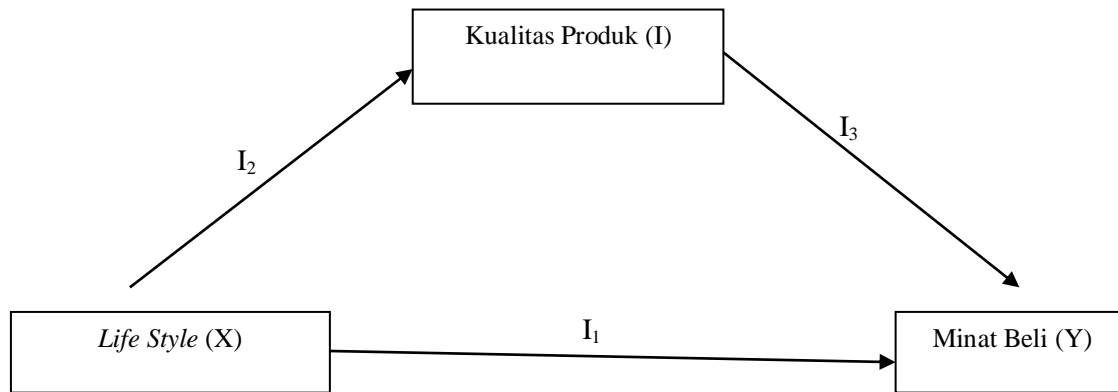 Kualitas Produk (I)
I₂
I₃
Life Style (X)
I₁
Minat Beli (Y)